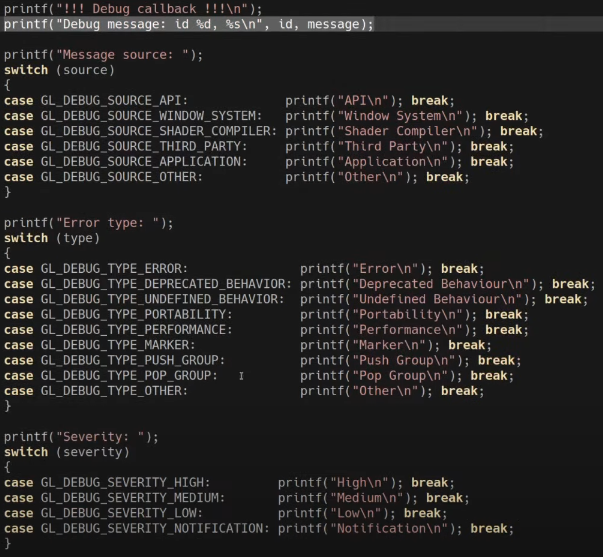 printf("!!! Debug callback !!!\n");
printf("Debug message: id %d, %s\n", id, message);
printf("Message source: ");
switch (source)
{
case GL_DEBUG_SOURCE_API: printf("API\n"); break;
case GL_DEBUG_SOURCE_WINDOW_SYSTEM: printf("Window System\n"); break;
case GL_DEBUG_SOURCE_SHADER_COMPILER: printf("Shader Compiler\n"); break;
case GL_DEBUG_SOURCE_THIRD_PARTY: printf("Third Party\n"); break;
case GL_DEBUG_SOURCE_APPLICATION: printf("Application\n"); break;
case GL_DEBUG_SOURCE_OTHER: printf("Other\n"); break;
}
printf("Error type: ");
switch (type)
{
case GL_DEBUG_TYPE_ERROR: printf("Error\n"); break;
case GL_DEBUG_TYPE_DEPRECATED_BEHAVIOR: printf("Deprecated Behaviour\n"); break;
case GL_DEBUG_TYPE_UNDEFINED_BEHAVIOR: printf("Undefined Behaviour\n"); break;
case GL_DEBUG_TYPE_PORTABILITY: printf("Portability\n"); break;
case GL_DEBUG_TYPE_PERFORMANCE: printf("Performance\n"); break;
case GL_DEBUG_TYPE_MARKER: printf("Marker\n"); break;
case GL_DEBUG_TYPE_PUSH_GROUP: printf("Push Group\n"); break;
case GL_DEBUG_TYPE_POP_GROUP: printf("Pop Group\n"); break;
case GL_DEBUG_TYPE_OTHER: printf("Other\n"); break;
}
printf("Severity: ");
switch (severity)
{
case GL_DEBUG_SEVERITY_HIGH: printf("High\n"); break;
case GL_DEBUG_SEVERITY_MEDIUM: printf("Medium\n"); break;
case GL_DEBUG_SEVERITY_LOW: printf("Low\n"); break;
case GL_DEBUG_SEVERITY_NOTIFICATION: printf("Notification\n"); break;
}